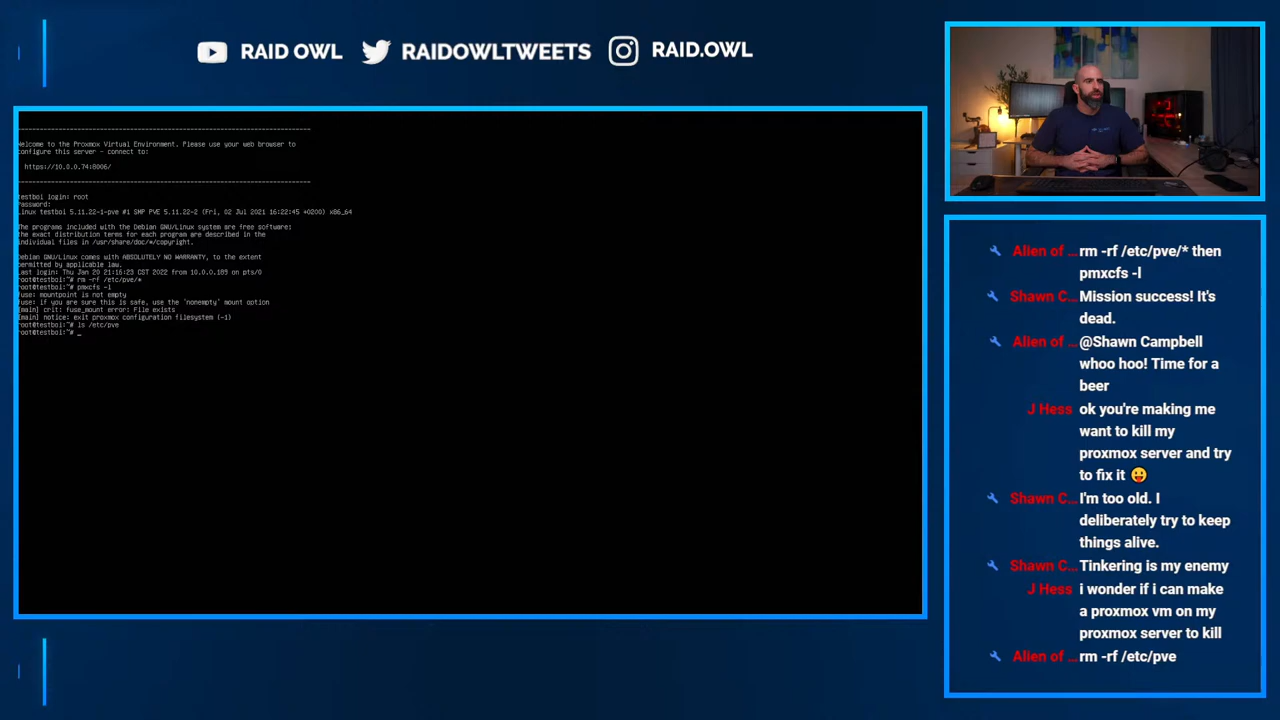 RAID OWL
RAIDOWLTWEETS
RAID.OWL
Welcome to the Proxmox Virtual Environment. Please use your web browser to
configure this server - connect to:
https://10.0.0.74:8006/
testboi login: root
Password:
Linux testboi 5.11.22-1-pve #1 SMP PVE 5.11.22-2 (Fri, 02 Jul 2021 16:22:45 +0200) x86_64
The programs included with the Debian GNU/Linux system are free software;
the exact distribution terms for each program are described in the
individual files in /usr/share/doc/*/copyright.
Debian GNU/Linux comes with ABSOLUTELY NO WARRANTY, to the extent
permitted by applicable law.
Last login: Thu Jan 20 21:16:23 CST 2022 from 10.0.0.189 on pts/0
root@testboi:~# rm -rf /etc/pve/*
root@testboi:~# pmxcfs -l
fuse: mountpoint is not empty
fuse: if you are sure this is safe, use the 'nonempty' mount option
[main] crit: fuse_mount error: File exists
[main] notice: exit proxmox configuration filesystem (-1)
root@testboi:~# ls /etc/pve
root@testboi:~# _
Alien of ... rm -rf /etc/pve/* then
pmxcfs -l
Shawn C... Mission success! It's
dead.
Alien of ... @Shawn Campbell
whoo hoo! Time for a
beer
J Hess ok you're making me
want to kill my
proxmox server and try
to fix it 😛
Shawn C... I'm too old. I
deliberately try to keep
things alive.
Shawn C... Tinkering is my enemy
J Hess i wonder if i can make
a proxmox vm on my
proxmox server to kill
Alien of ... rm -rf /etc/pve